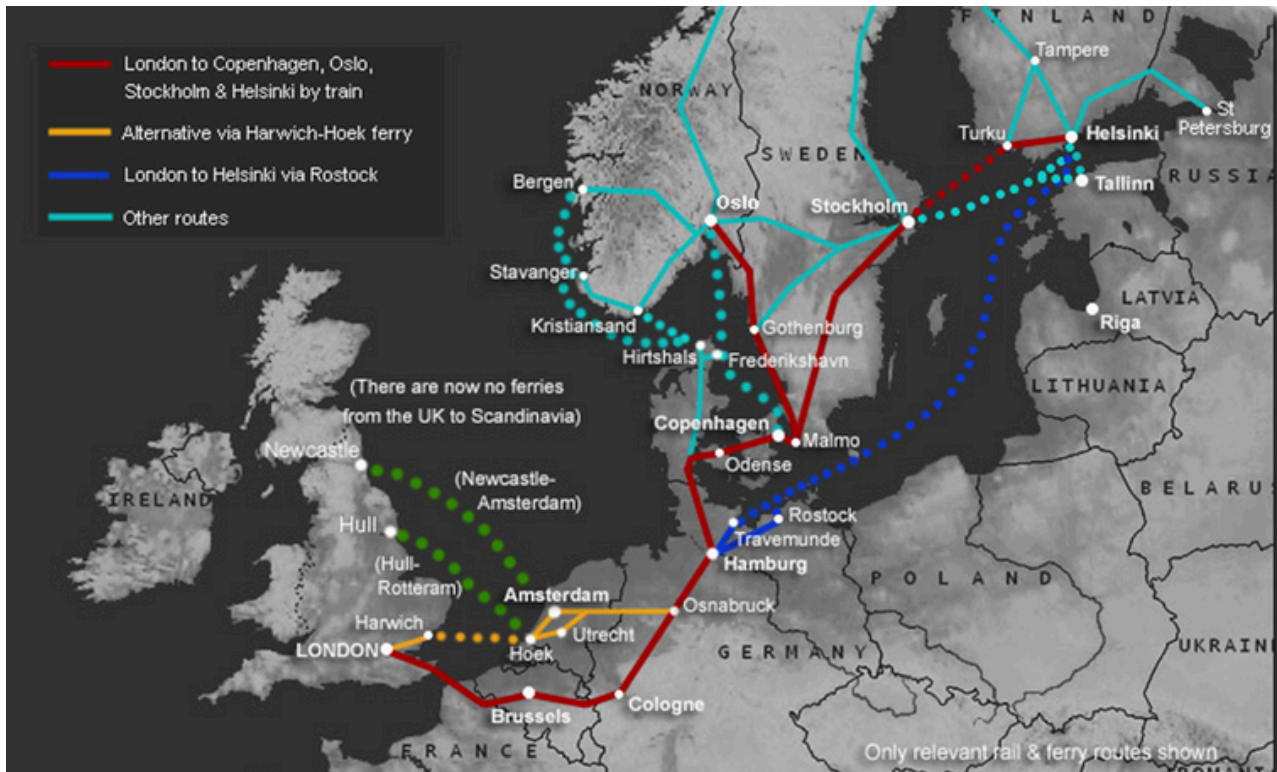 London to Copenhagen, Oslo,
Stockholm & Helsinki by train
Alternative via Harwich-Hoek ferry
London to Helsinki via Rostock
Other routes
FINLAND
Tampere
NORWAY
St
Petersburg
Turku
Helsinki
SWEDEN
RUSSIA
Bergen
Tallinn
Oslo
Stockholm
Stavanger
LATVIA
Kristiansand
Gothenburg
Riga
Hirtshals
Frederikshavn
LITHUANIA
(There are now no ferries
from the UK to Scandinavia)
Copenhagen
Malmo
Newcastle
Odense
(Newcastle-
Amsterdam)
IRELAND
BELARUS
Hull
Rostock
Travemunde
(Hull-
Rotteram)
Hamburg
POLAND
Amsterdam
Osnabruck
Harwich
Utrecht
LONDON
Hoek
GERMANY
UKRAINE
Brussels
Cologne
FRANCE
Only relevant rail & ferry routes shown